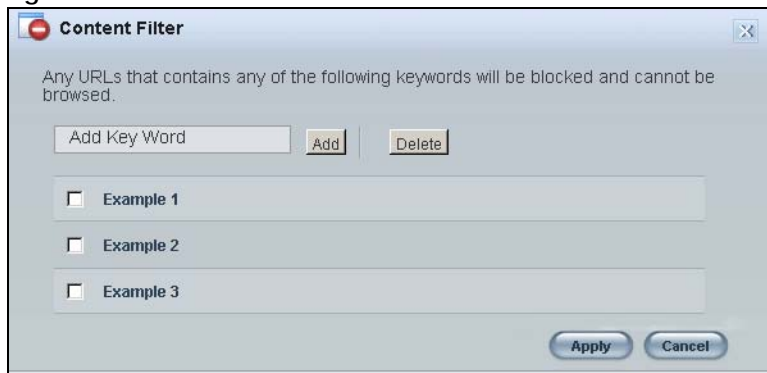 Content Filter
Any URLs that contains any of the following keywords will be blocked and cannot be
browsed.
Add Key Word Add Delete
Example 1
Example 2
Example 3
Apply Cancel